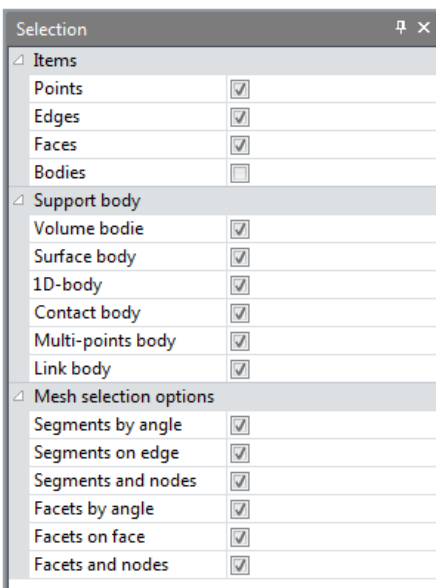 Selection
Items
Points
Edges
Faces
Bodies
Support body
Volume bodie
Surface body
1D-body
Contact body
Multi-points body
Link body
Mesh selection options
Segments by angle
Segments on edge
Segments and nodes
Facets by angle
Facets on face
Facets and nodes